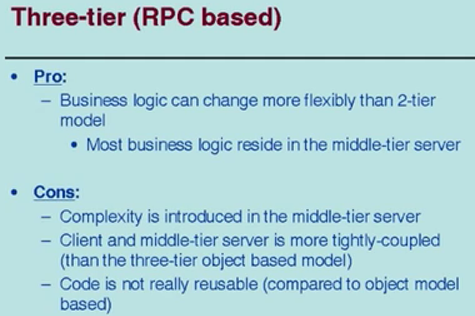 Three-tier (RPC based)
• Pro:
– Business logic can change more flexibly than 2-tier
model
• Most business logic reside in the middle-tier server
• Cons:
– Complexity is introduced in the middle-tier server
– Client and middle-tier server is more tightly-coupled
(than the three-tier object based model)
– Code is not really reusable (compared to object model
based)